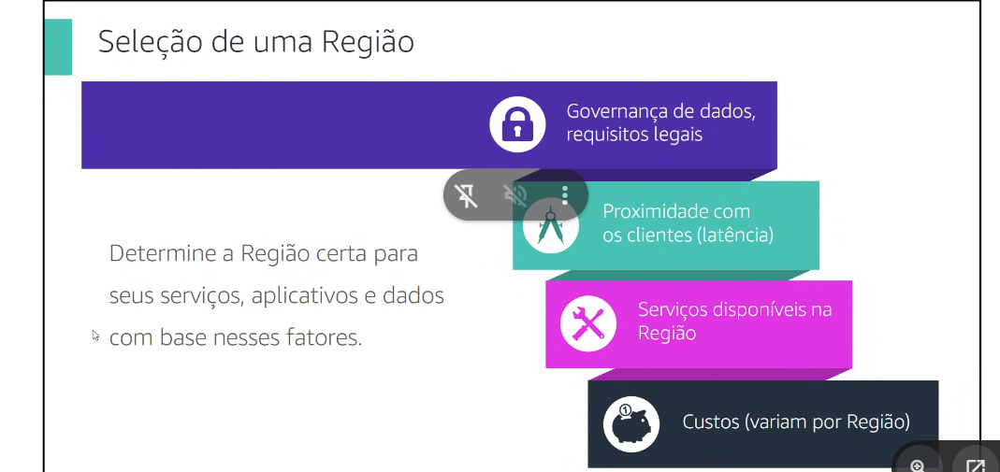 Seleção de uma Região
Governança de dados,
requisitos legais
Proximidade com
os clientes (latência)
Determine a Região certa para
seus serviços, aplicativos e dados
com base nesses fatores.
Serviços disponíveis na
Região
1
Custos (variam por Região)